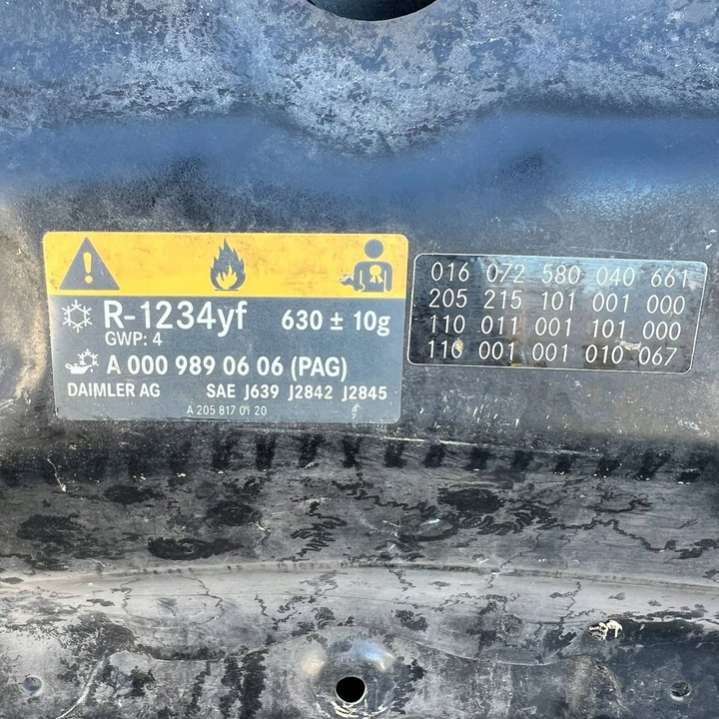 R-1234yf 630 ± 10g
GWP: 4
A 000 989 06 06 (PAG)
DAIMLER AG SAE J639 J2842 J2845
A 205 817 01 20
016 072 580 040 661
205 215 101 001 000
110 011 001 101 000
110 001 001 010 067